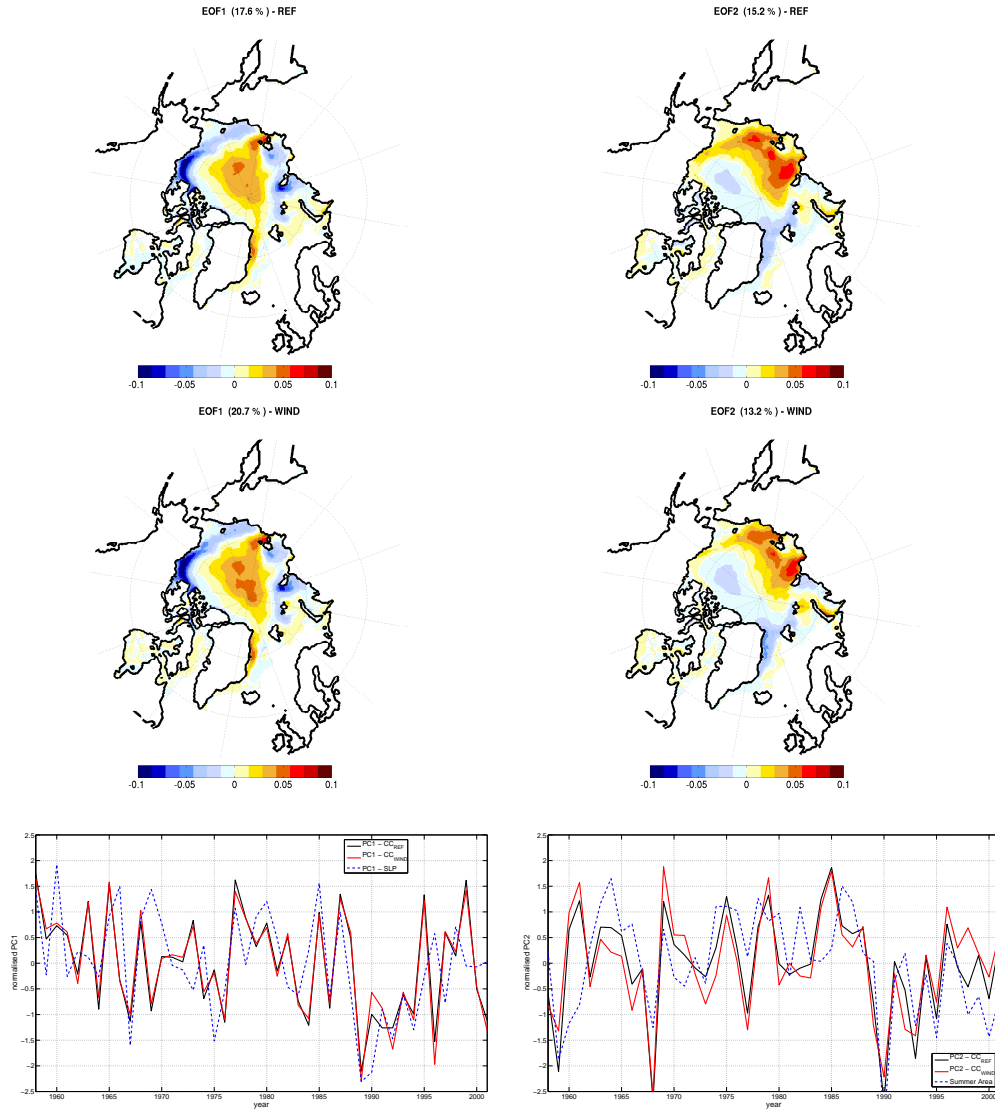 EOF1 (17.6 % ) - REF
EOF2 (15.2 % ) - REF
-0.1 -0.05 0 0.05 0.1
-0.1 -0.05 0 0.05 0.1
EOF1 (20.7 % ) - WIND
EOF2 (13.2 % ) - WIND
-0.1 -0.05 0 0.05 0.1
-0.1 -0.05 0 0.05 0.1
normalised PC1
2.5
2
1.5
1
0.5
0
−0.5
−1
−1.5
−2
−2.5
PC1 − CC_REF
PC1 − CC_WIND
PC1 − SLP
1960 1965 1970 1975 1980 1985 1990 1995 2000
year
normalised PC2
2.5
2
1.5
1
0.5
0
−0.5
−1
−1.5
−2
−2.5
PC2 − CC_REF
PC2 − CC_WIND
Summer Area
1960 1965 1970 1975 1980 1985 1990 1995 2000
year